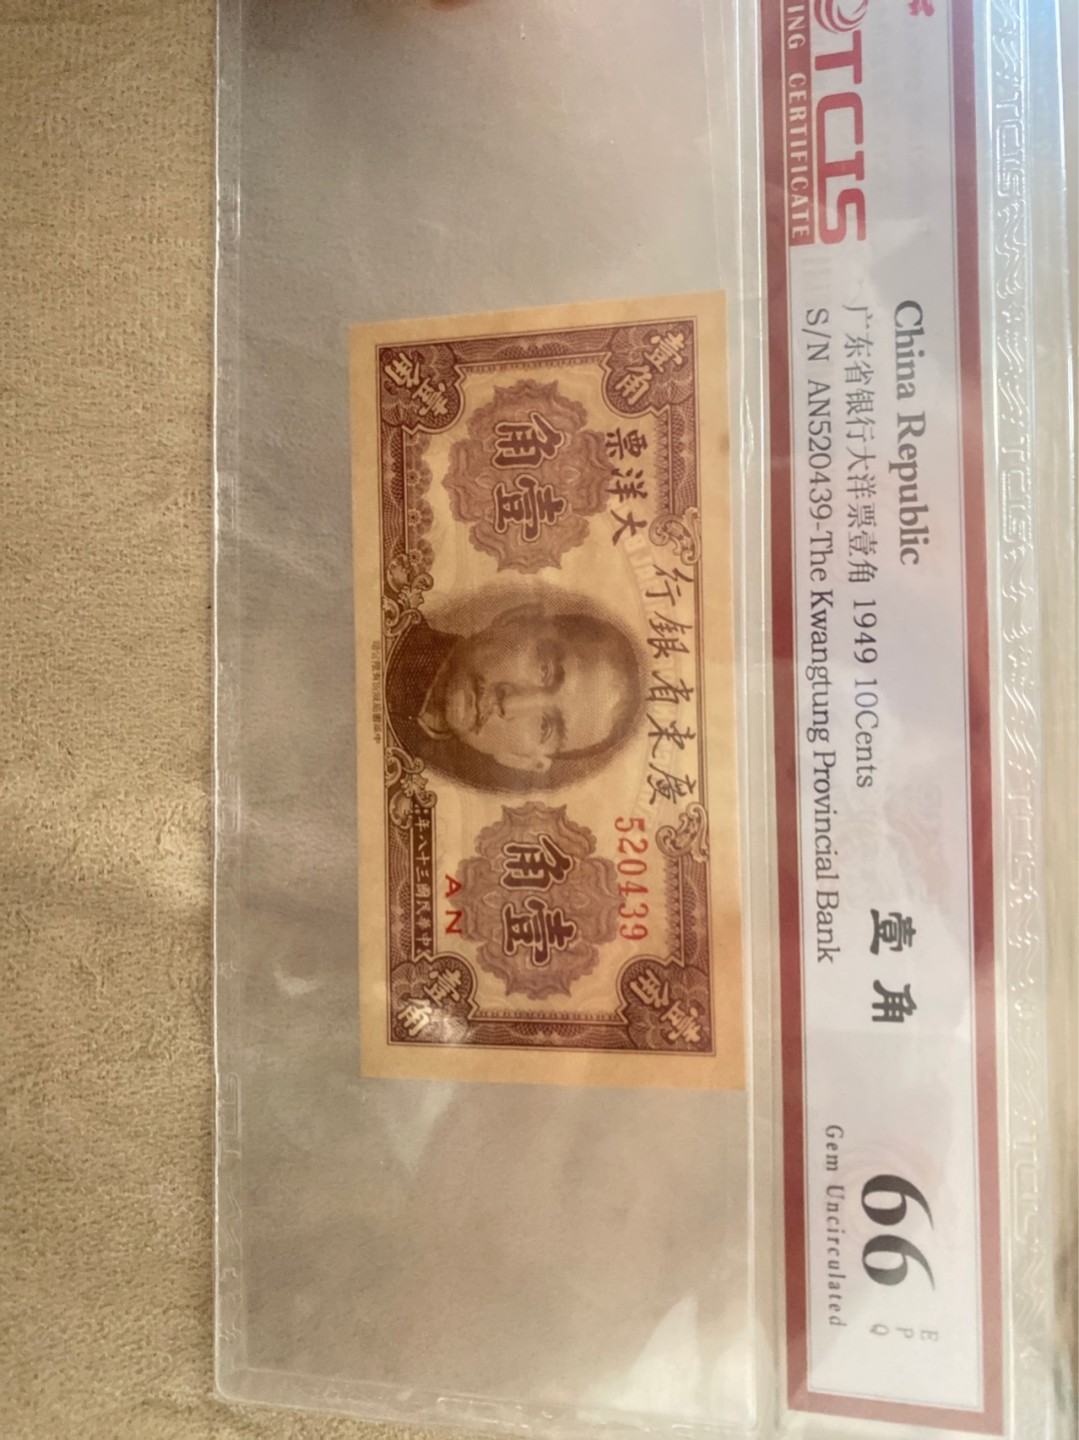 TCIS
ING CERTIFICATE
China Republic
广东省银行大洋票壹角 1949 10Cents
S/N AN520439-The Kwangtung Provincial Bank
壹角
66
EPQ
Gem Uncirculated
壹角
行銀省東廣
票洋大
520439
角壹
角壹
AN
年八十三國民華中
壹角